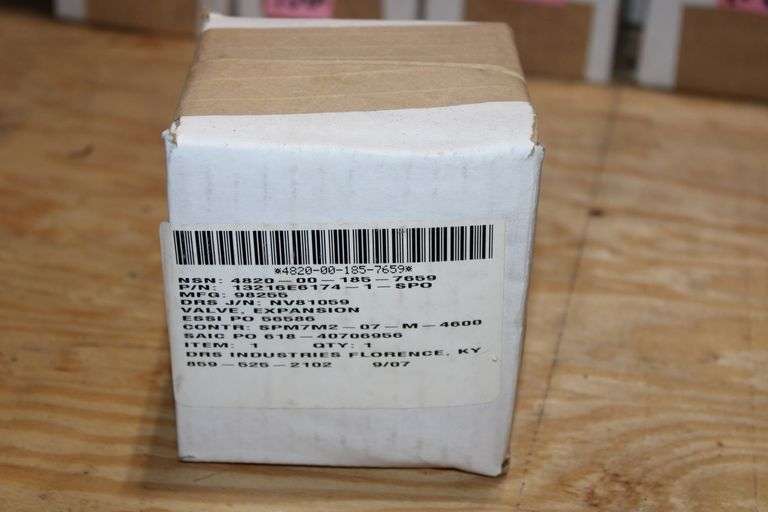 *4820-00-185-7659*
NSN: 4820-00-185-7659
P/N: 13216E6174-1-SPO
MFG: 98255
DRS J/N: NV81059
VALVE, EXPANSION
ESSI PO 56586
CONTR: SPM7M2-07-M-4600
SAIC PO 618-40706956
ITEM: 1 QTY: 1
DRS INDUSTRIES FLORENCE, KY
859-525-2102 9/07